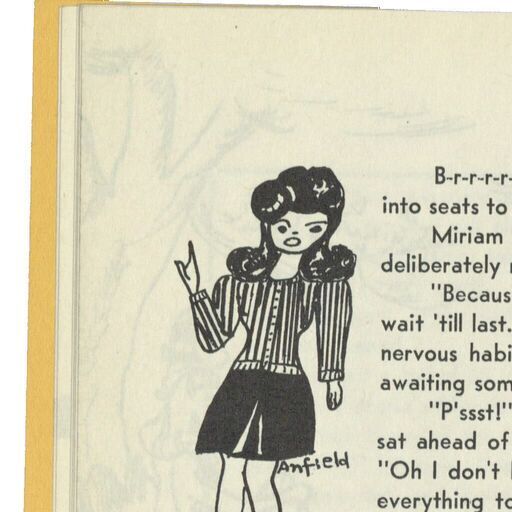 B-r-r-r-r-
into seats to
Miriam
deliberately
"Becaus
wait 'till last.
nervous habi
awaiting som
"P'ssst!"
sat ahead of
"Oh I don't
everything to
Anfield